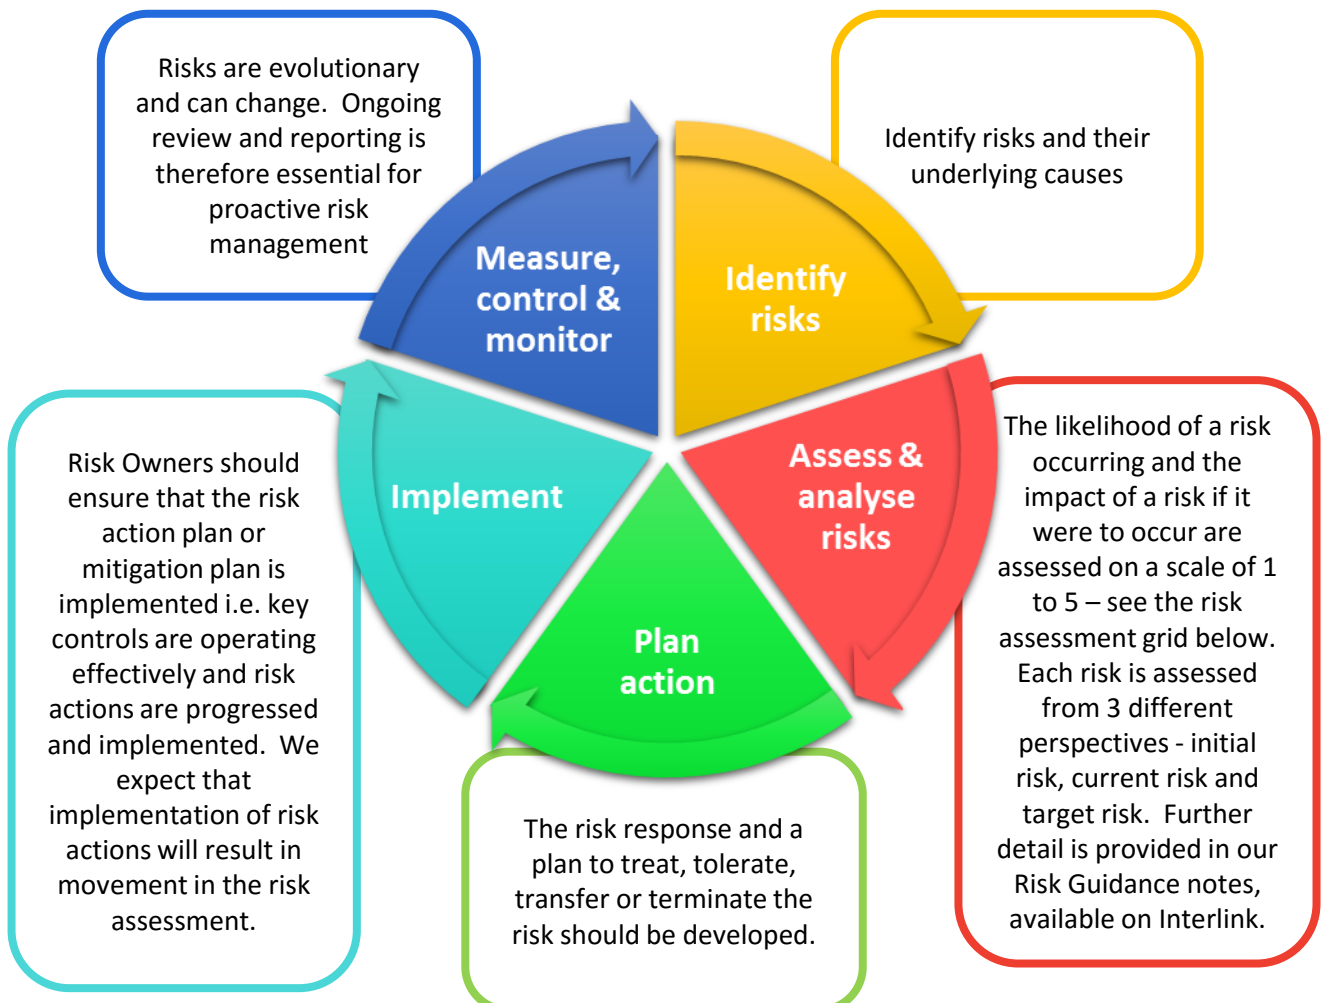 Risks are evolutionary
and can change.  Ongoing
review and reporting is
therefore essential for
proactive risk
management
Identify risks and their
underlying causes
Measure,
control &
monitor
Identify
risks
Assess &
analyse
risks
Plan
action
Implement
Risk Owners should
ensure that the risk
action plan or
mitigation plan is
implemented i.e. key
controls are operating
effectively and risk
actions are progressed
and implemented.  We
expect that
implementation of risk
actions will result in
movement in the risk
assessment.
The likelihood of a risk
occurring and the
impact of a risk if it
were to occur are
assessed on a scale of 1
to 5 – see the risk
assessment grid below.
Each risk is assessed
from 3 different
perspectives - initial
risk, current risk and
target risk.  Further
detail is provided in our
Risk Guidance notes,
available on Interlink.
The risk response and a
plan to treat, tolerate,
transfer or terminate the
risk should be developed.